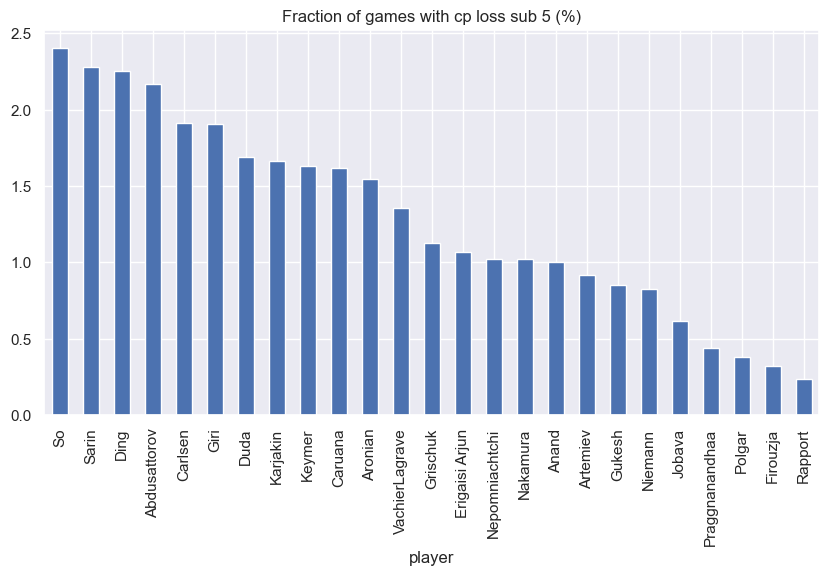 Fraction of games with cp loss sub 5 (%)
2.5
2.0
1.5
1.0
0.5
0.0
So
Sarin
Ding
Abdusattorov
Carlsen
Giri
Duda
Karjakin
Keymer
Caruana
Aronian
VachierLagrave
Grischuk
Erigaisi Arjun
Nepomniachtchi
Nakamura
Anand
Artemiev
Gukesh
Niemann
Jobava
Praggnanandhaa
Polgar
Firouzja
Rapport
player